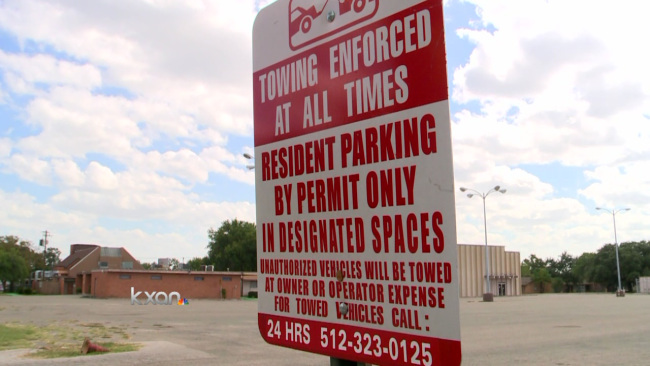 TOWING ENFORCED
AT ALL TIMES
RESIDENT PARKING
BY PERMIT ONLY
IN DESIGNATED SPACES
UNAUTHORIZED VEHICLES WILL BE TOWED
AT OWNER OR OPERATOR EXPENSE
FOR TOWED VEHICLES CALL :
24 HRS 512-323-0125
kxan